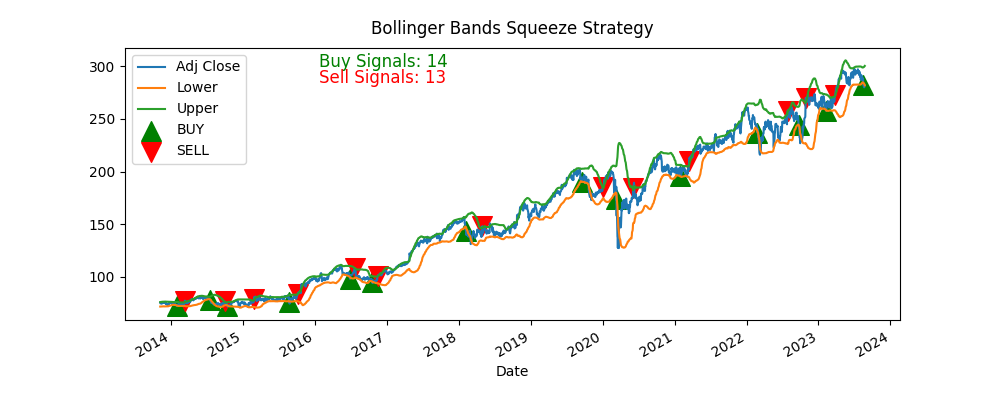 Bollinger Bands Squeeze Strategy
Adj Close
Lower
Upper
BUY
SELL
Buy Signals: 14
Sell Signals: 13
300
250
200
150
100
2014
2015
2016
2017
2018
2019
2020
2021
2022
2023
2024
Date